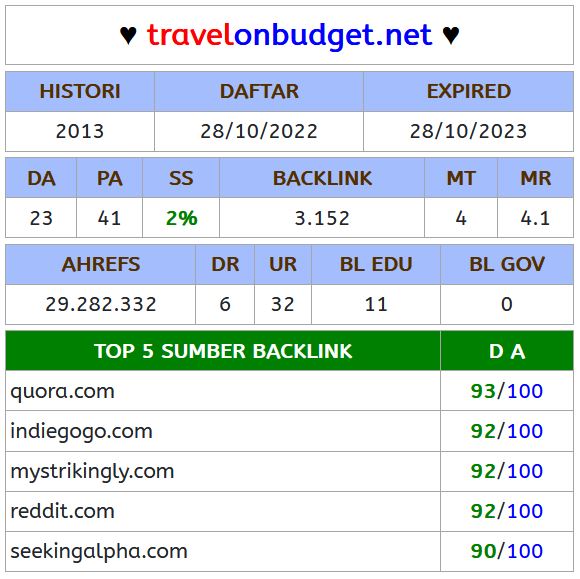 ♥ travelonbudget.net ♥
HISTORI DAFTAR EXPIRED
2013 28/10/2022 28/10/2023
DA PA SS BACKLINK MT MR
23 41 2% 3.152 4 4.1
AHREFS DR UR BL EDU BL GOV
29.282.332 6 32 11 0
TOP 5 SUMBER BACKLINK D A
quora.com 93/100
indiegogo.com 92/100
mystrikingly.com 92/100
reddit.com 92/100
seekingalpha.com 90/100